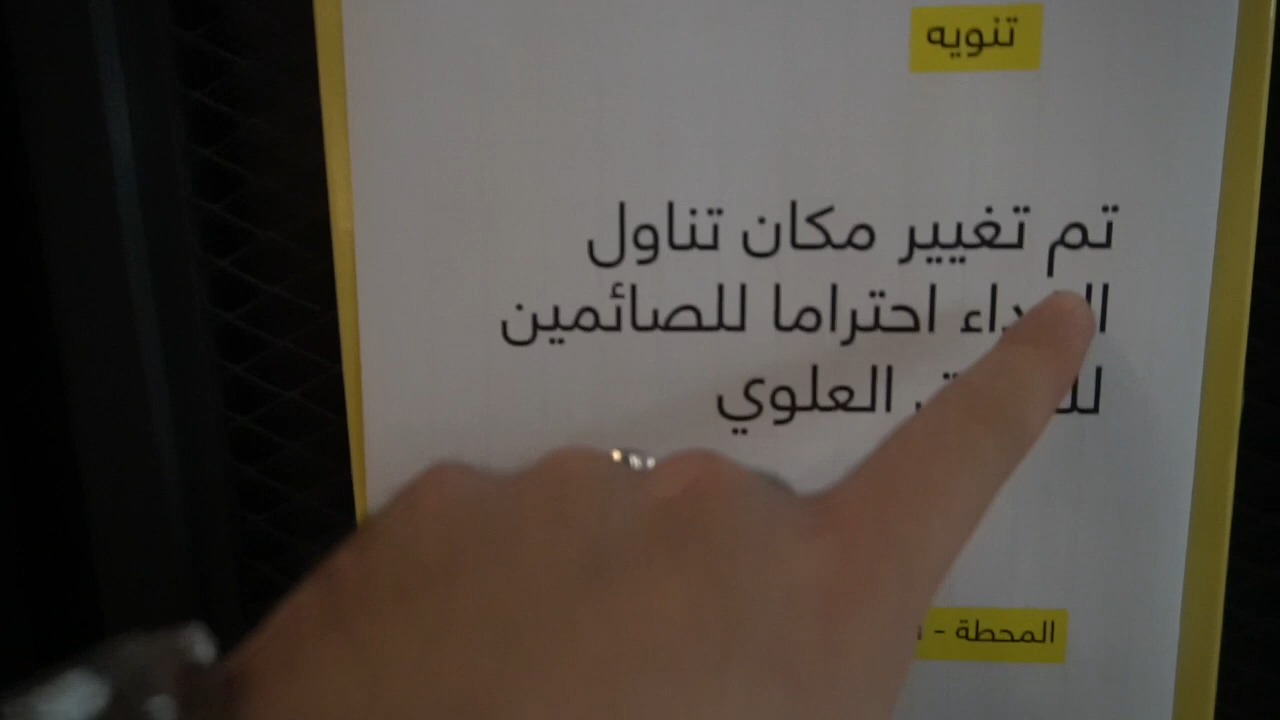 تنويه
تم تغيير مكان تناول
احتراما للصائمين
العلوي
المحطة -